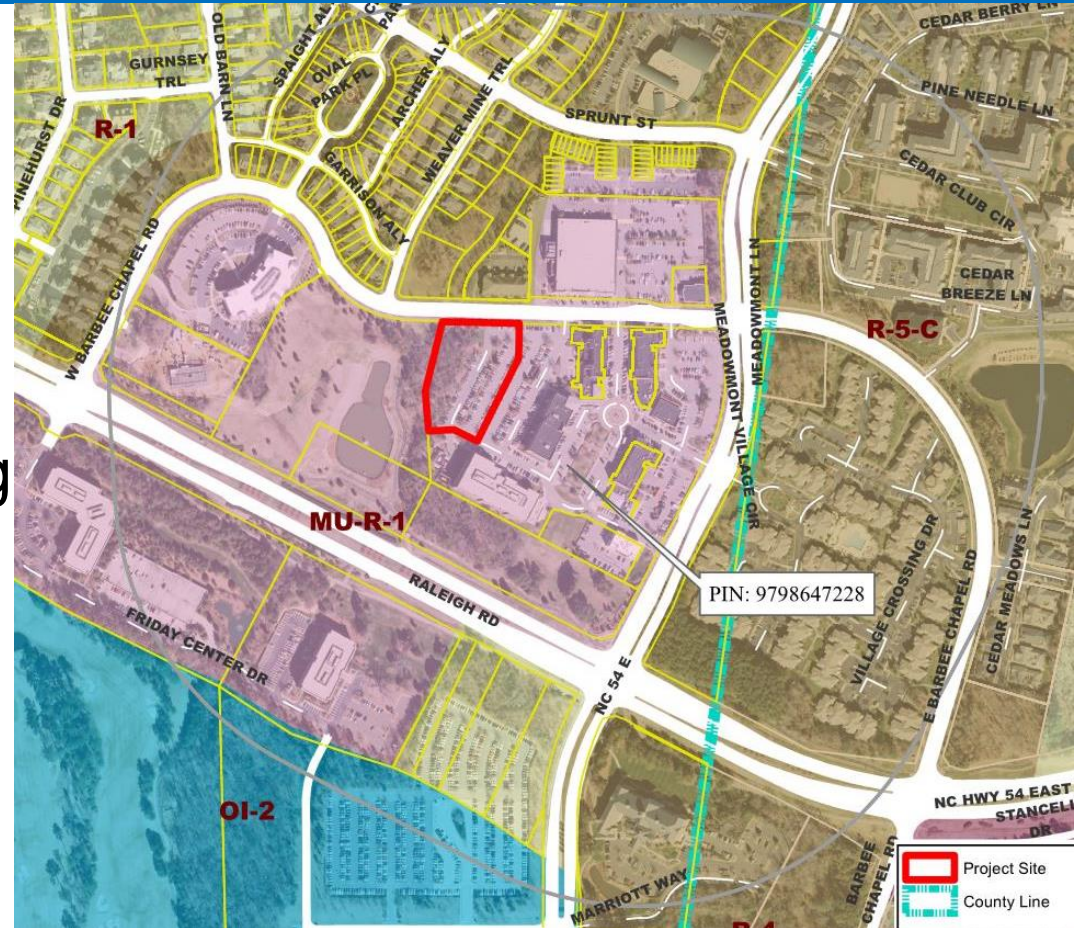 CEDAR BERRY LN
OLD BARN LN
SPAIGHT ALY
GURNSEY
TRL
OVAL
PARK PL
ARCHER ALY
WEAVER MINE TRL
PINE NEEDLE LN
SPRUNT ST
PINEHURST DR
R-1
CEDAR CLUB CIR
GARRISON ALY
W BARBEE CHAPEL RD
CEDAR
BREEZE LN
MEADOWMONT LN
MEADOWMONT VILLAGE CIR
R-5-C
g
MU-R-1
PIN: 9798647228
RALEIGH RD
VILLAGE CROSSING DR
CEDAR MEADOWS LN
E BARBEE CHAPEL RD
FRIDAY CENTER DR
NC 54 E
OI-2
NC HWY 54 EAST
STANCELL
DR
BARBEE
CHAPEL RD
MARRIOTT WAY
Project Site
County Line